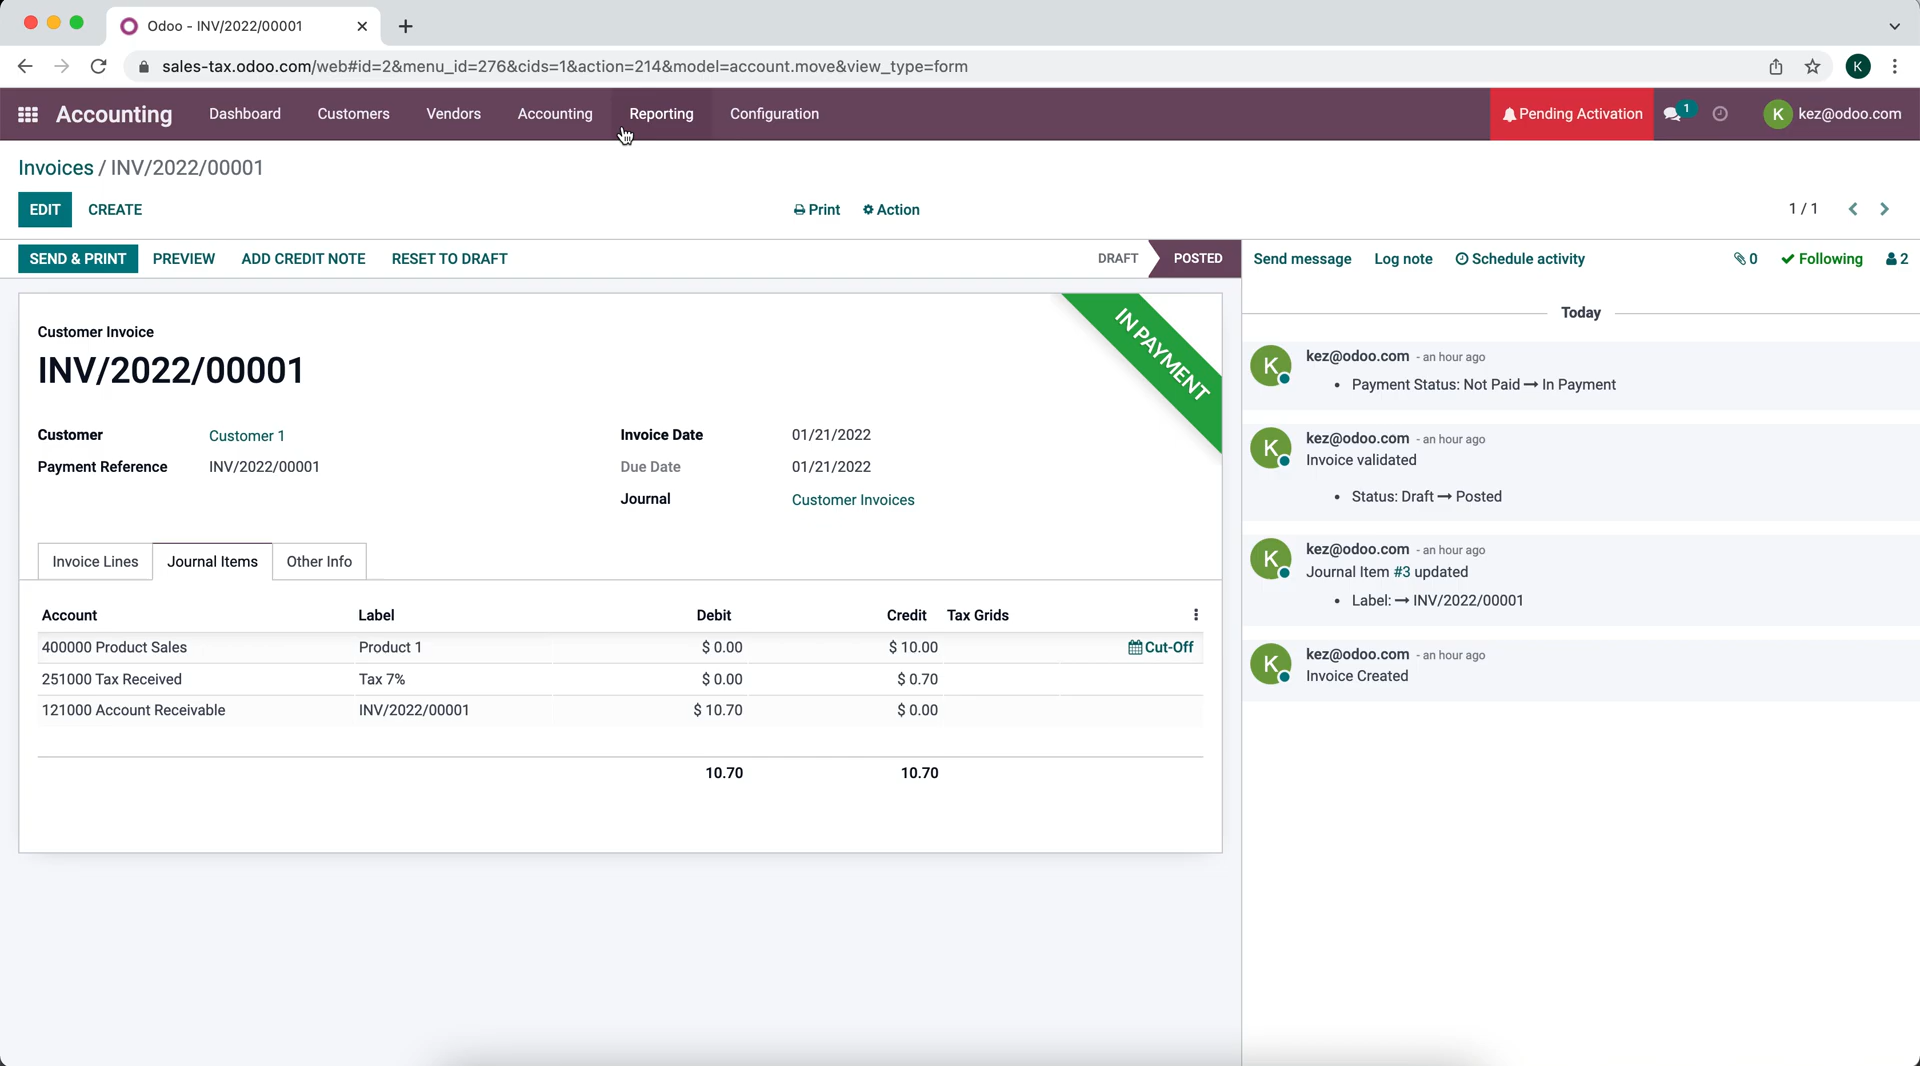 Odoo - INV/2022/00001
sales-tax.odoo.com/web#id=2&menu_id=276&cids=1&action=214&model=account.move&view_type=form
K
Accounting Dashboard Customers Vendors Accounting Reporting Configuration Pending Activation 1 K kez@odoo.com
Invoices / INV/2022/00001
EDIT CREATE Print Action 1 / 1
SEND & PRINT PREVIEW ADD CREDIT NOTE RESET TO DRAFT DRAFT POSTED
Send message Log note Schedule activity 0 Following 2
Customer Invoice
INV/2022/00001
IN PAYMENT
Customer Customer 1
Payment Reference INV/2022/00001
Invoice Date 01/21/2022
Due Date 01/21/2022
Journal Customer Invoices
Invoice Lines Journal Items Other Info
Account Label Debit Credit Tax Grids
400000 Product Sales Product 1 $ 0.00 $ 10.00 Cut-Off
251000 Tax Received Tax 7% $ 0.00 $ 0.70
121000 Account Receivable INV/2022/00001 $ 10.70 $ 0.00
10.70 10.70
Today
K kez@odoo.com - an hour ago
• Payment Status: Not Paid → In Payment
K kez@odoo.com - an hour ago
Invoice validated
• Status: Draft → Posted
K kez@odoo.com - an hour ago
Journal Item #3 updated
• Label: → INV/2022/00001
K kez@odoo.com - an hour ago
Invoice Created